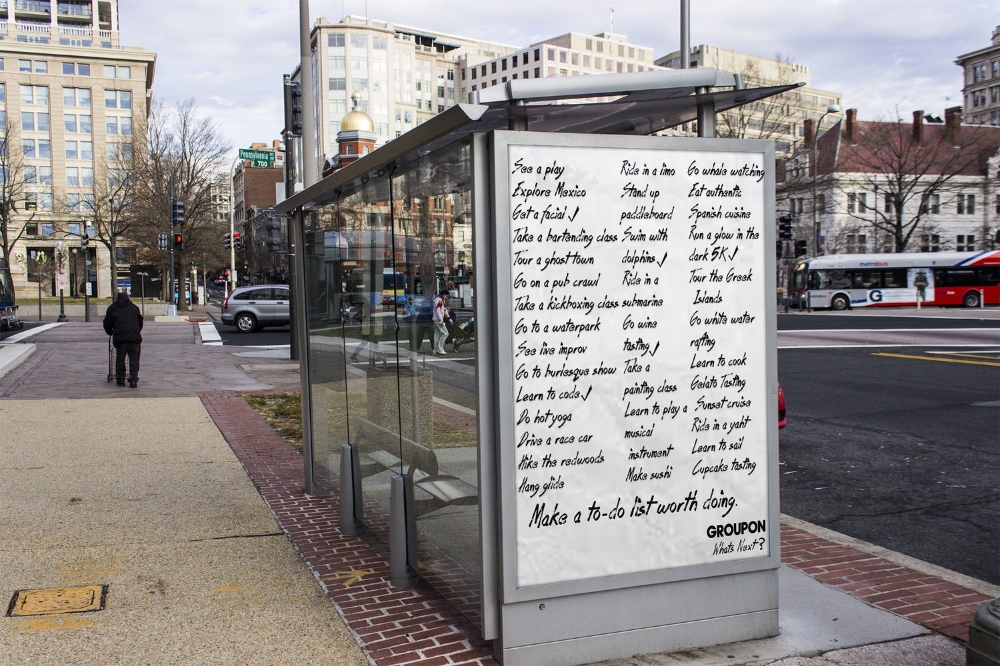 Pennsylvania
700
See a play
Explore Mexico
Get a facial ✓
Take a bartending class
Tour a ghost town
Go on a pub crawl
Take a kickboxing class
Go to a waterpark
See live improv
Go to burlesque show
Learn to code ✓
Do hot yoga
Drive a race car
Hike the redwoods
Hang glide
Ride in a limo
Stand up
paddleboard
Swim with
dolphins ✓
Ride in a
submarine
Go wine
tasting ✓
Take a
painting class
Learn to play a
musical
instrument
Make sushi
Go whale watching
Eat authentic
Spanish cuisine
Run a glow in the
dark 5K ✓
Tour the Greek
Islands
Go white water
rafting
Learn to cook
Gelato Tasting
Sunset cruise
Ride in a yaht
Learn to sail
Cupcake tasting
Make a to-do list worth doing.
GROUPON
Whats Next?
metrobus
G